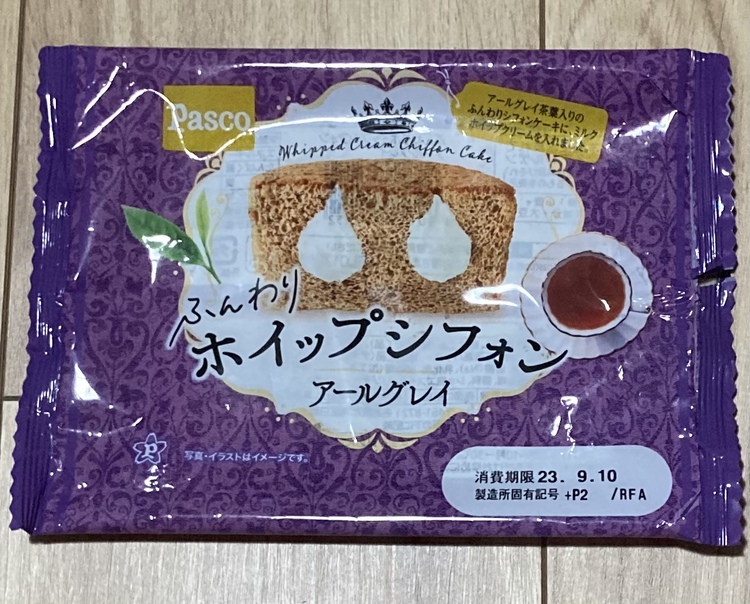 Pasco
アールグレイ茶葉入りの
ふんわりシフォンケーキに、ミルク
ホイップクリームを入れました。
Whipped Cream Chiffon Cake
ふんわり
ホイップシフォン
アールグレイ
P
写真・イラストはイメージです。
消費期限 23. 9.10
製造所固有記号 +P2 /RFA